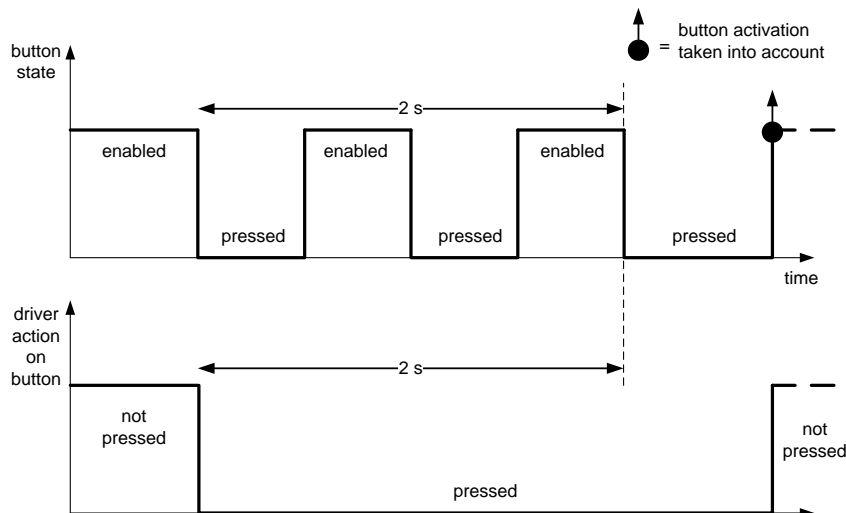 button
state
= button activation
taken into account
2 s
enabled
enabled
enabled
pressed
pressed
pressed
time
driver
action
on
button
2 s
not
pressed
not
pressed
pressed